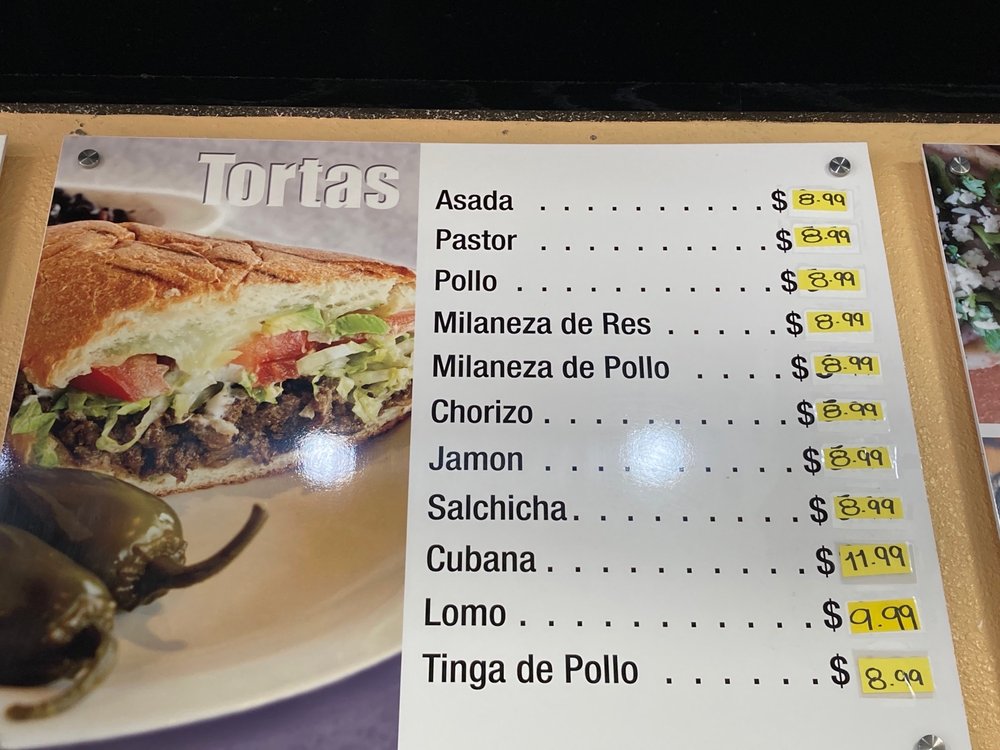 Tortas
Asada . . . . . . . . . . $ 8.99
Pastor . . . . . . . . . . $ 8.99
Pollo . . . . . . . . . . . $ 8.99
Milaneza de Res . . . . . $ 8.99
Milaneza de Pollo . . . . $ 8.99
Chorizo . . . . . . . . . . $ 8.99
Jamon . . . . . . . . . . $ 8.99
Salchicha . . . . . . . . . $ 8.99
Cubana . . . . . . . . . . $ 11.99
Lomo . . . . . . . . . . . $ 9.99
Tinga de Pollo . . . . . . $ 8.99